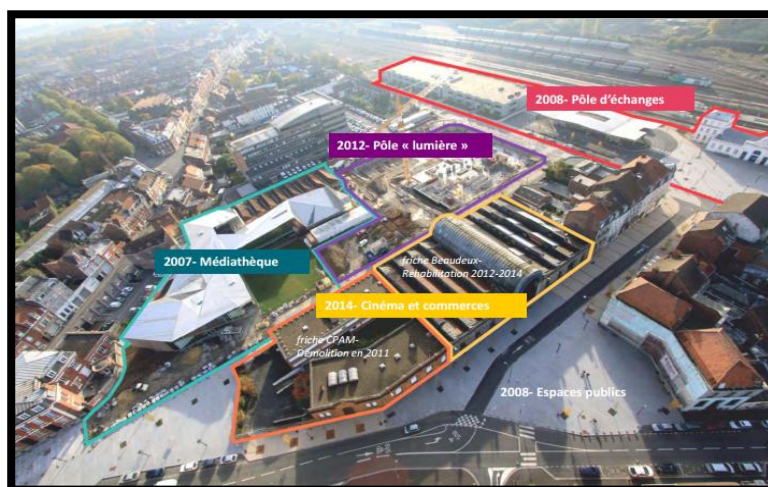 2008- Pôle d'échanges
2012- Pôle « lumière »
2007- Médiathèque
friche Beaudeux-
Réhabilitation 2012-2014
2014- Cinéma et commerces
friche CPAM-
Démolition en 2011
2008- Espaces publics